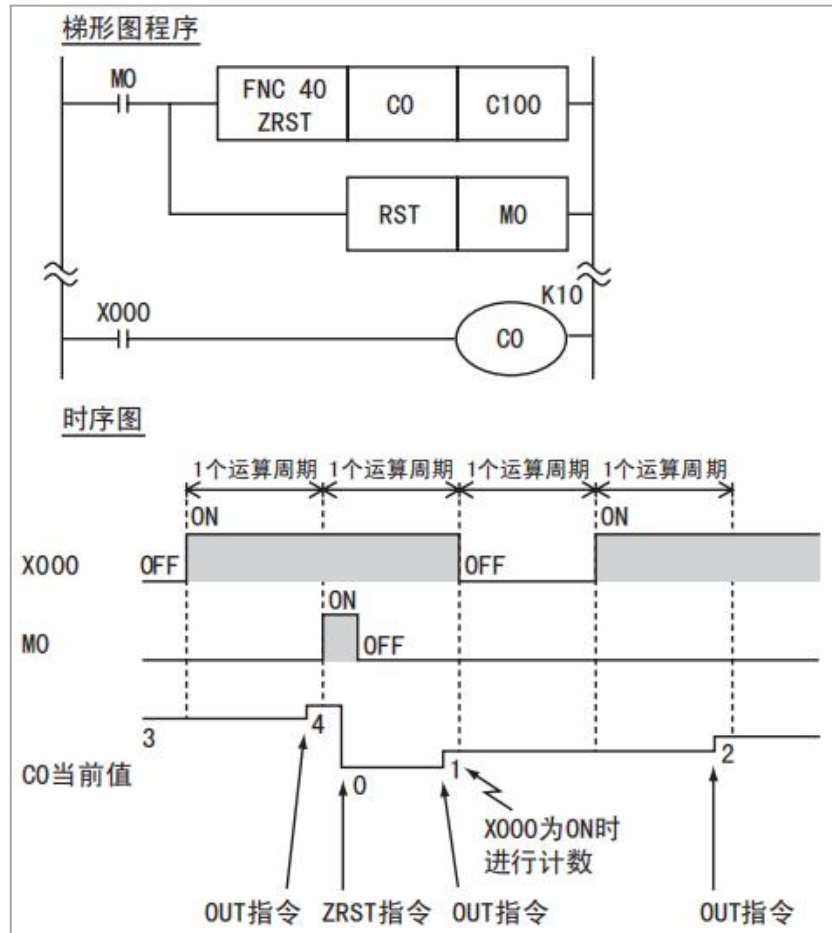 梯形图程序
M0
FNC 40
ZRST
C0
C100
RST
M0
K10
X000
C0
时序图
1个运算周期
1个运算周期
1个运算周期
1个运算周期
ON
ON
X000
OFF
OFF
ON
M0
OFF
3
4
0
1
2
C0当前值
X000为ON时
进行计数
OUT指令
ZRST指令
OUT指令
OUT指令